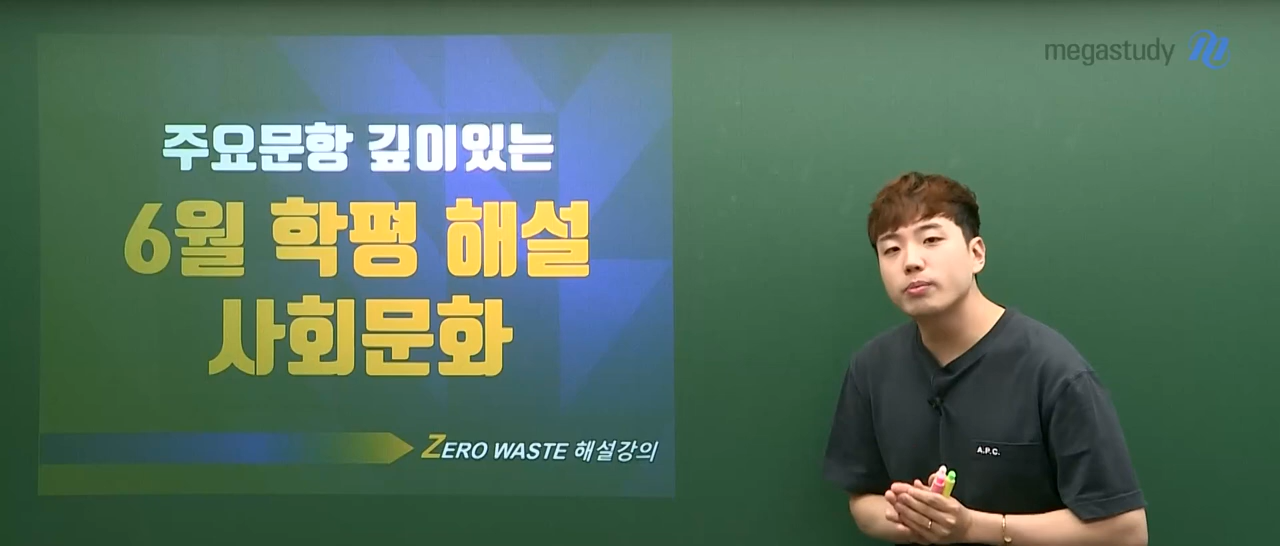 megastudy
주요문항 깊이있는
6월 학평 해설
사회문화
ZERO WASTE 해설강의
A.P.C.